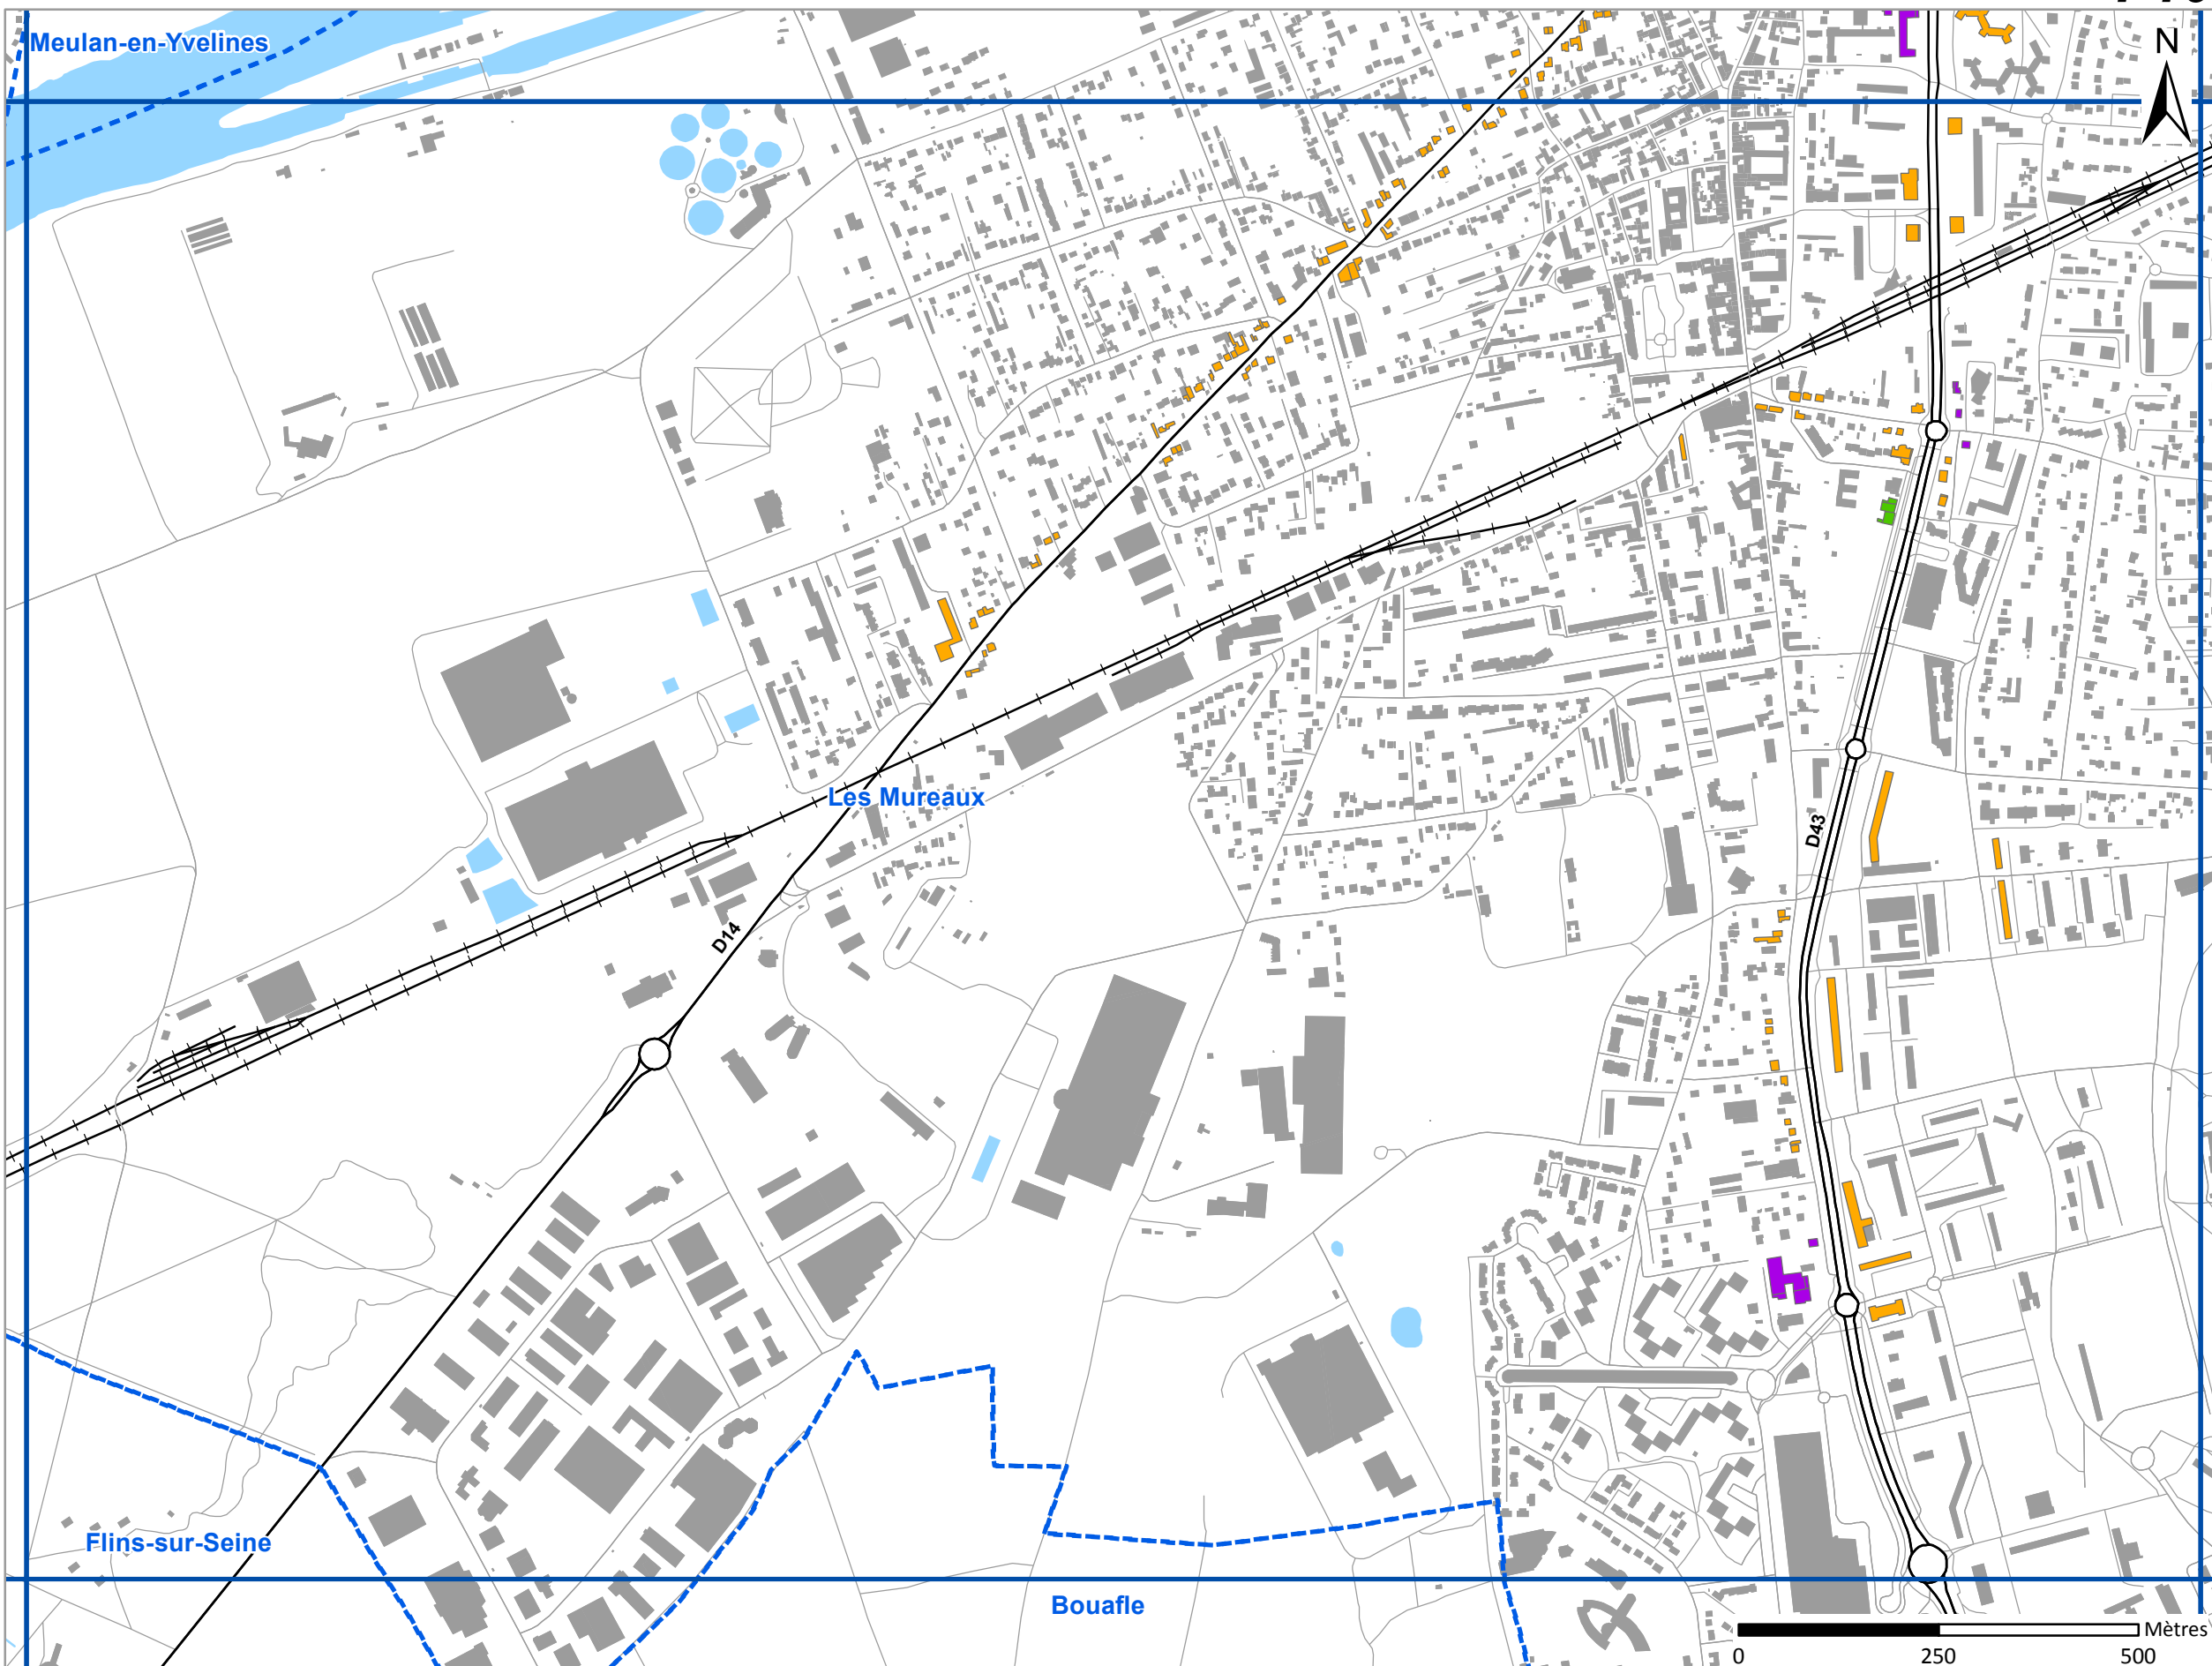 Meulan-en-Yvelines
N
Les Mureaux
D43
D14
Flins-sur-Seine
Bouafle
Mètres
0 250 500